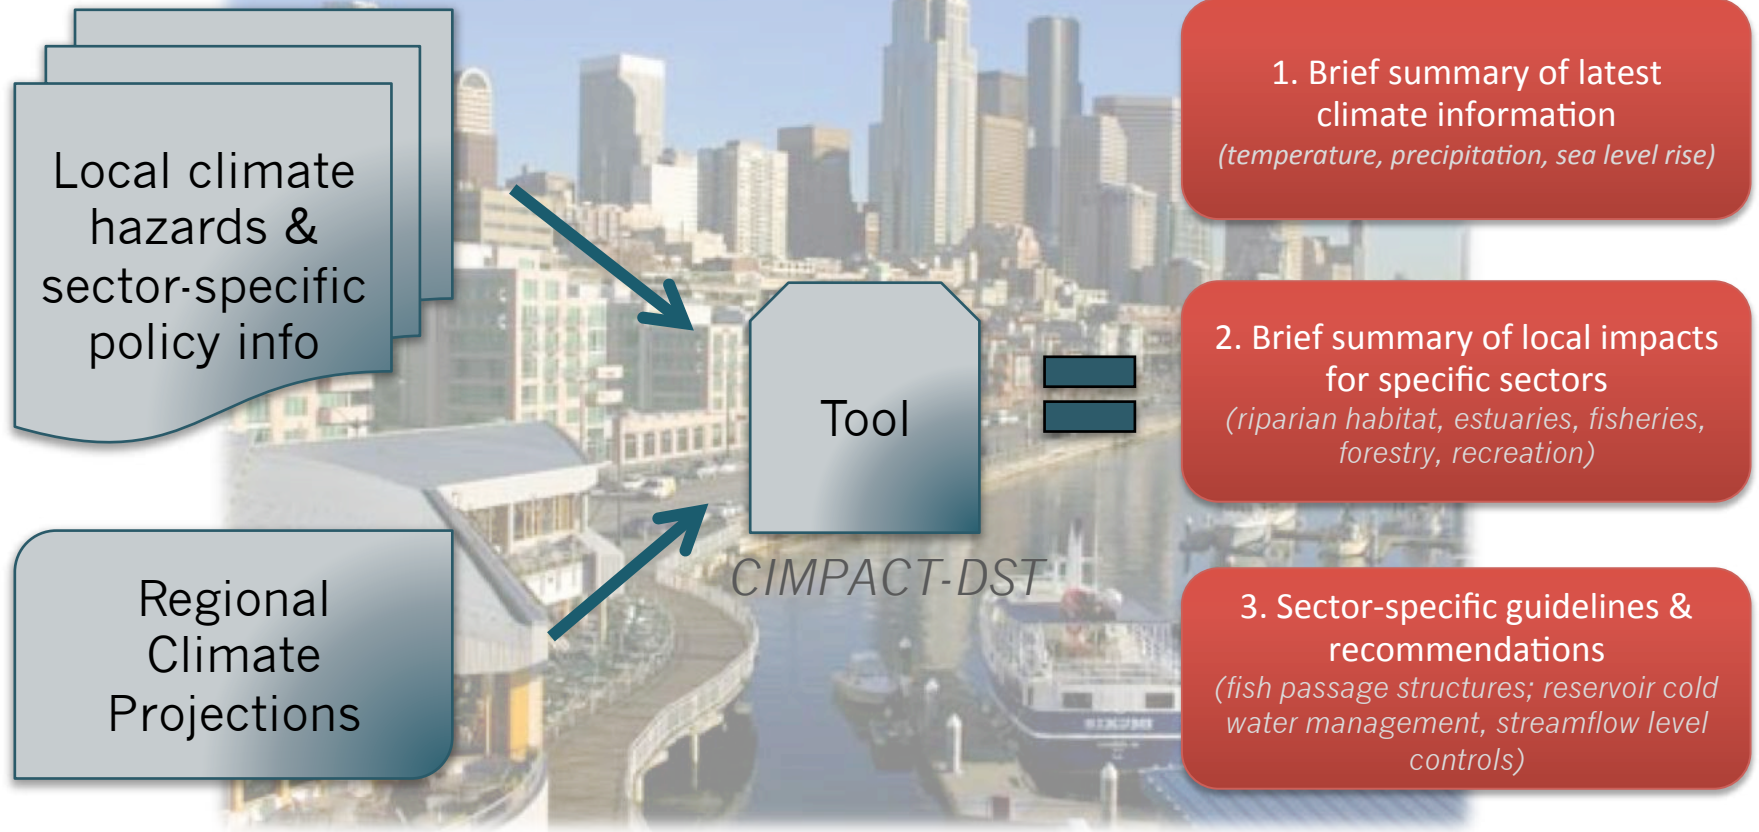 Local climate
hazards &
sector-specific
policy info
Regional
Climate
Projections
Tool
CIMPACT-DST
1. Brief summary of latest
climate information
(temperature, precipitation, sea level rise)
2. Brief summary of local impacts
for specific sectors
(riparian habitat, estuaries, fisheries,
forestry, recreation)
3. Sector-specific guidelines &
recommendations
(fish passage structures; reservoir cold
water management, streamflow level
controls)